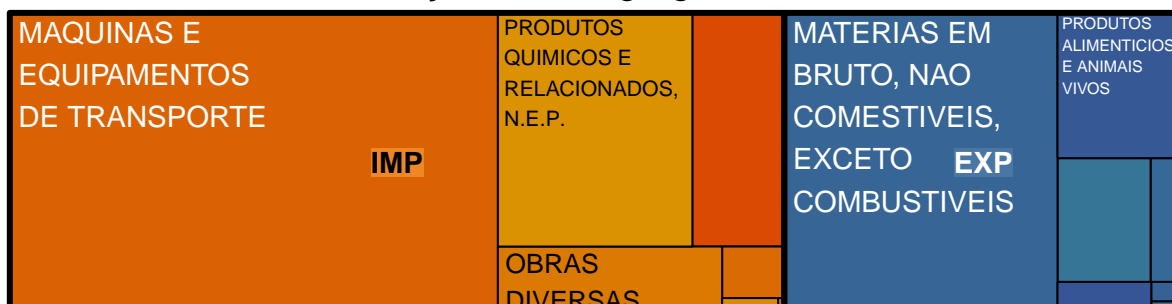 MAQUINAS E
EQUIPAMENTOS
DE TRANSPORTE
IMP
PRODUTOS
QUIMICOS E
RELACIONADOS,
N.E.P.
OBRAS
DIVERSAS
MATERIAS EM
BRUTO, NAO
COMESTIVEIS,
EXCETO
COMBUSTIVEIS
EXP
PRODUTOS
ALIMENTICIOS
E ANIMAIS
VIVOS